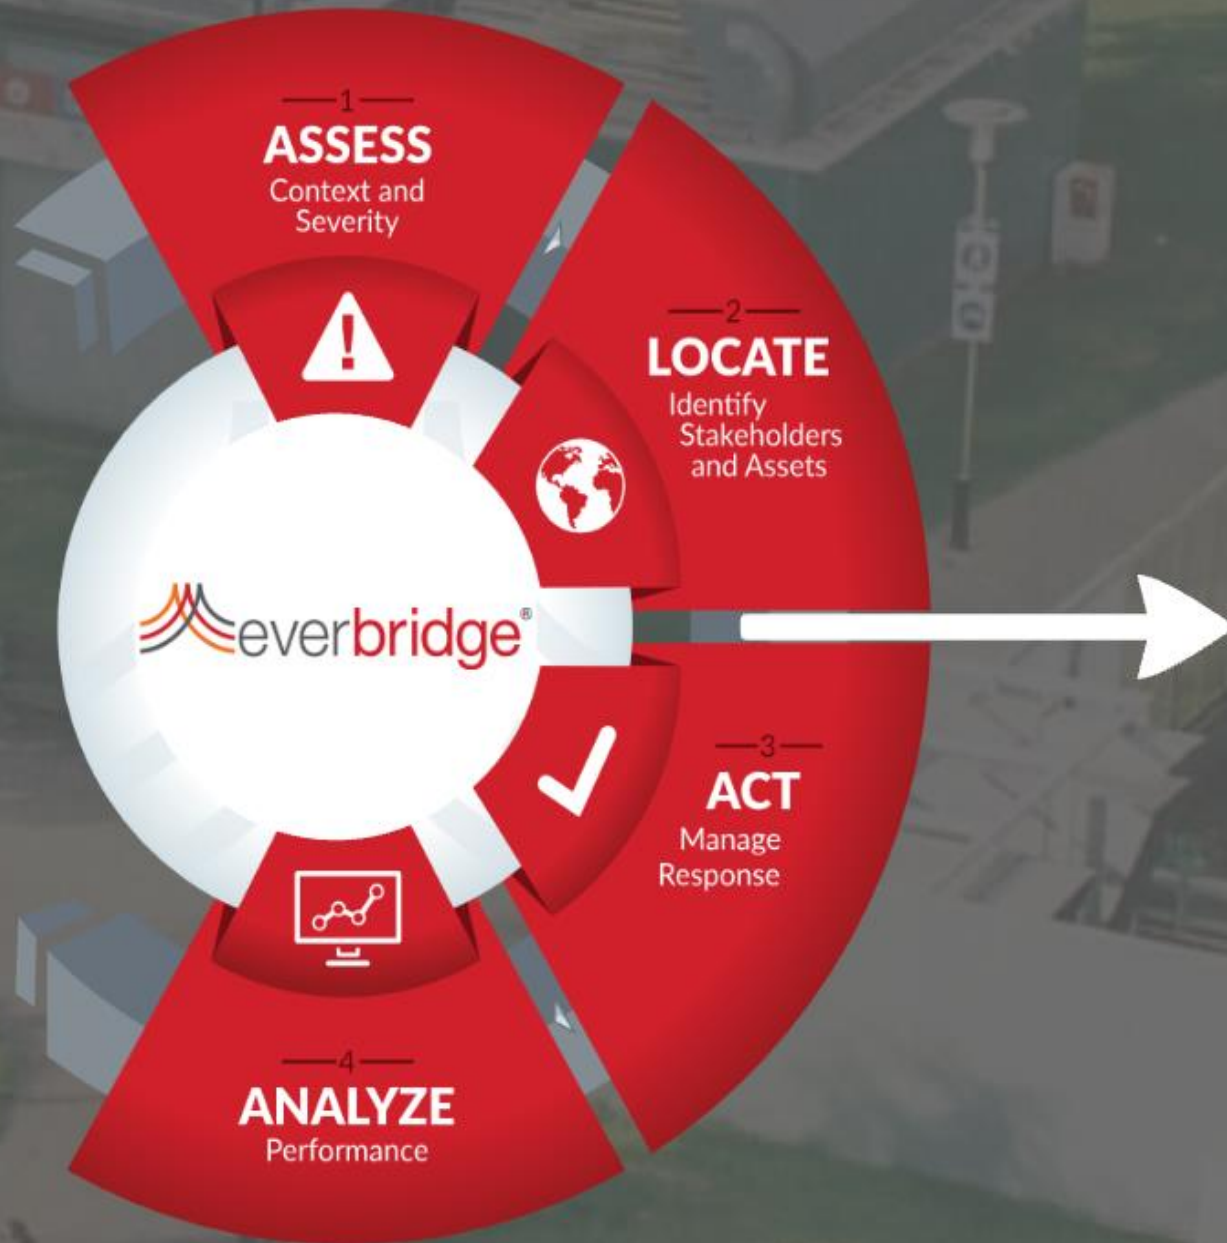 1
ASSESS
Context and
Severity
2
LOCATE
Identify
Stakeholders
and Assets
everbridge®
3
ACT
Manage
Response
4
ANALYZE
Performance